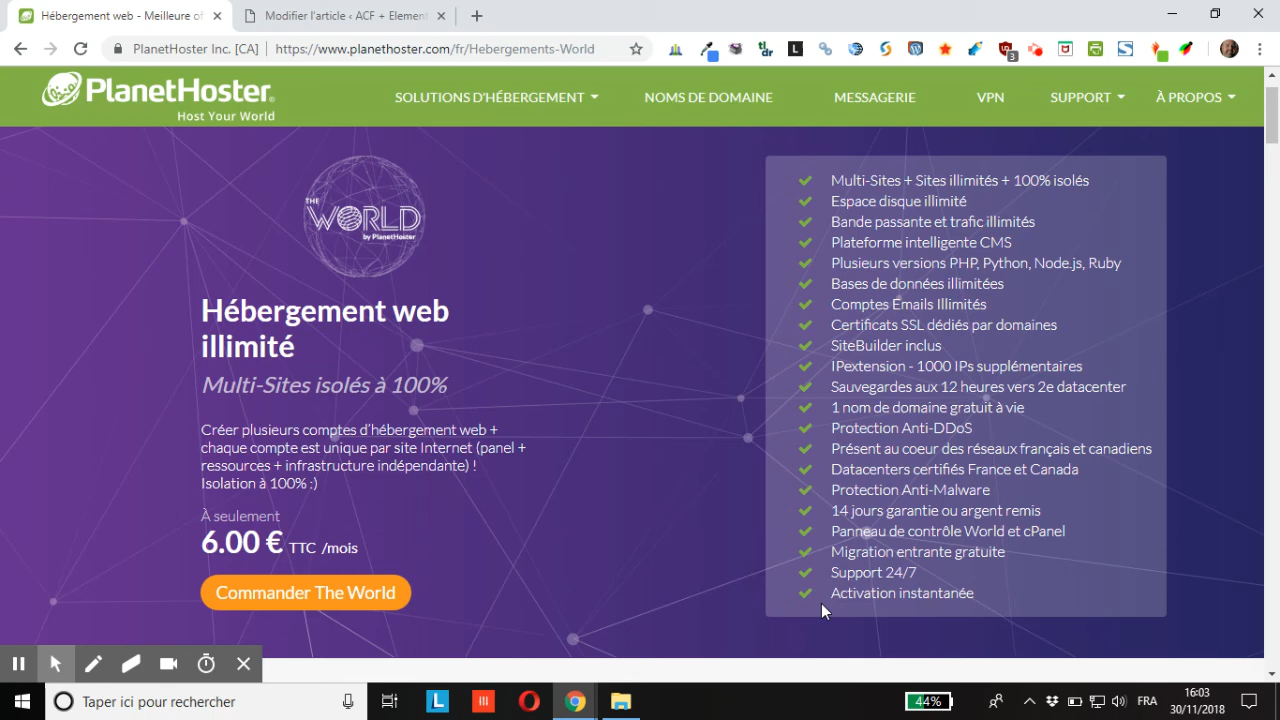 Hébergement web - Meilleure of
Modifier l'article ‹ ACF + Elemen
PlanetHoster Inc. [CA]
https://www.planethoster.com/fr/Hebergements-World
tl;dr
L
3
S
PlanetHoster.
Host Your World
SOLUTIONS D'HÉBERGEMENT
NOMS DE DOMAINE
MESSAGERIE
VPN
SUPPORT
À PROPOS
THE
WORLD
by PlanetHoster
Hébergement web
illimité
Multi-Sites isolés à 100%
Créer plusieurs comptes d'hébergement web +
chaque compte est unique par site Internet (panel +
ressources + infrastructure indépendante) !
Isolation à 100% :)
À seulement
6.00 € TTC /mois
Commander The World
Multi-Sites + Sites illimités + 100% isolés
Espace disque illimité
Bande passante et trafic illimités
Plateforme intelligente CMS
Plusieurs versions PHP, Python, Node.js, Ruby
Bases de données illimitées
Comptes Emails Illimités
Certificats SSL dédiés par domaines
SiteBuilder inclus
IPextension - 1000 IPs supplémentaires
Sauvegardes aux 12 heures vers 2e datacenter
1 nom de domaine gratuit à vie
Protection Anti-DDoS
Présent au coeur des réseaux français et canadiens
Datacenters certifiés France et Canada
Protection Anti-Malware
14 jours garantie ou argent remis
Panneau de contrôle World et cPanel
Migration entrante gratuite
Support 24/7
Activation instantanée
Taper ici pour rechercher
L
44%
FRA
16:03
30/11/2018